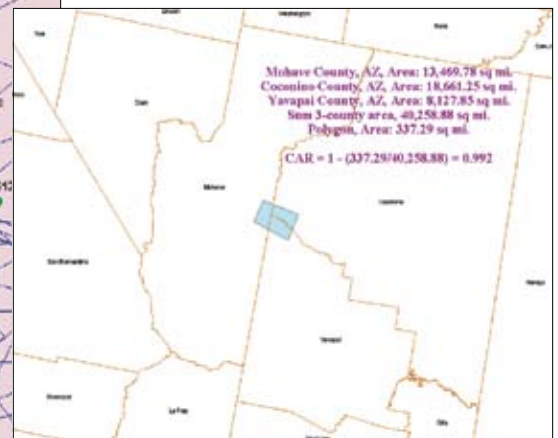 Mohave County, AZ, Area: 13,469.78 sq mi.
Coconino County, AZ, Area: 18,661.25 sq mi.
Yavapai County, AZ, Area: 8,127.85 sq mi.
Sum 3-county area, 40,258.88 sq mi.
Polygon, Area: 337.29 sq mi.
CAR = 1 - (337.29/40,258.88) = 0.992
Clark
Mohave
Coconino
San Bernardino
Navajo
Yavapai
La Paz
Gila